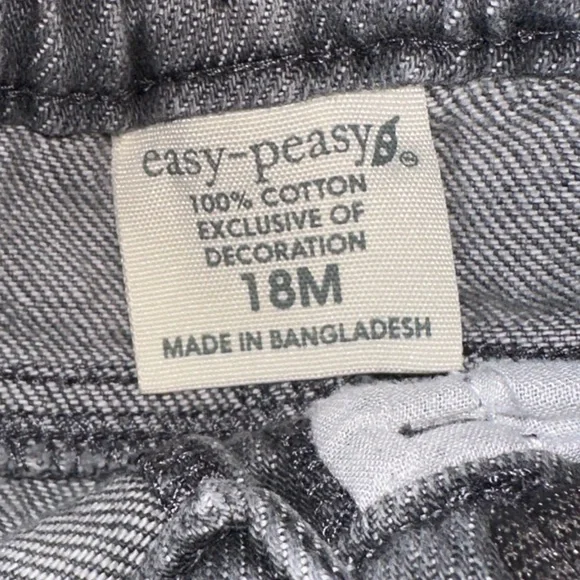 easy-peasy
100% COTTON
EXCLUSIVE OF
DECORATION
18M
MADE IN BANGLADESH